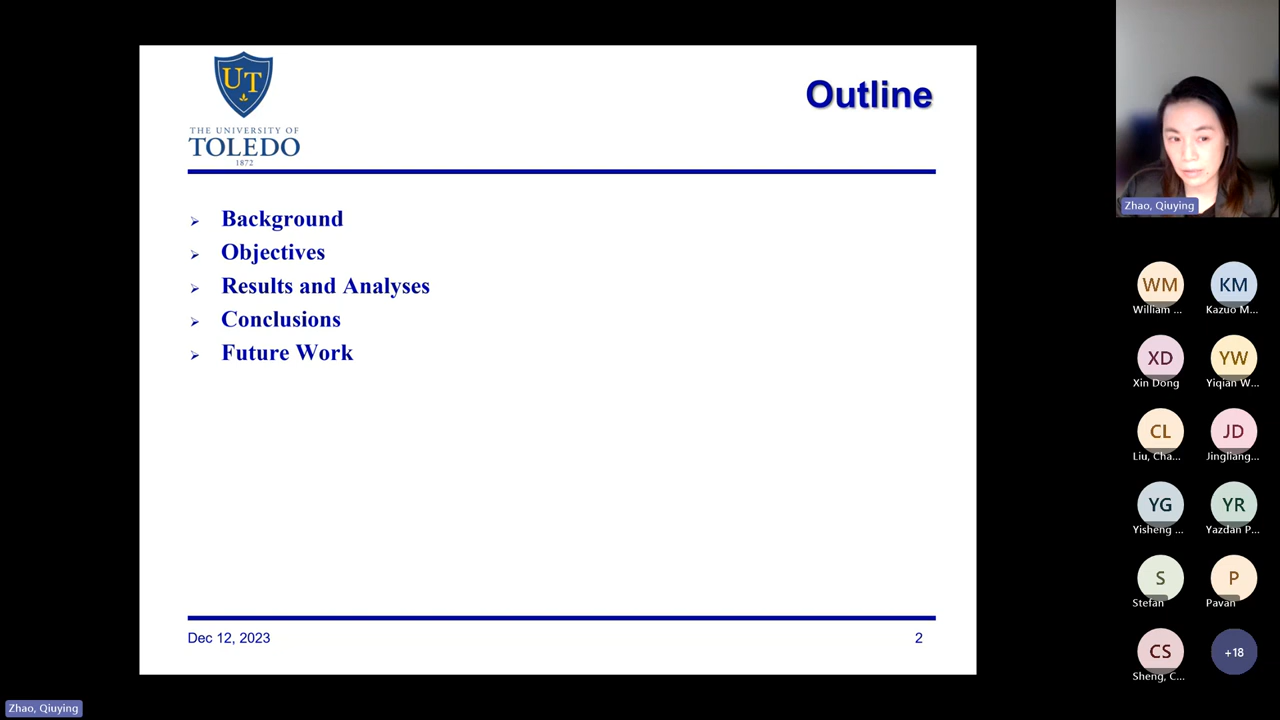 UT
THE UNIVERSITY OF
TOLEDO
1872
Outline
Background
Objectives
Results and Analyses
Conclusions
Future Work
Dec 12, 2023
2
Zhao, Qiuying
WM
William ...
KM
Kazuo M...
XD
Xin Dong
YW
Yiqian W...
CL
Liu, Cha...
JD
Jingliang...
YG
Yisheng ...
YR
Yazdan P...
S
Stefan
P
Pavan
CS
Sheng, C...
+18
Zhao, Qiuying